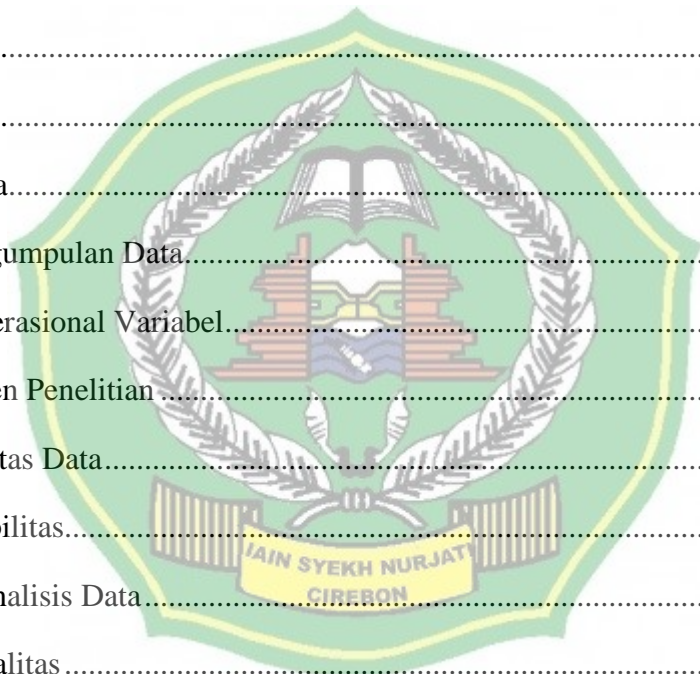 ..................................................................
..................................................................
a..................................................................
gumpulan Data..................................................................
erasional Variabel..................................................................
en Penelitian ..................................................................
tas Data..................................................................
bilitas..................................................................
IAIN SYEKH NURJATI
CIREBON
nalisis Data..................................................................
alitas..................................................................